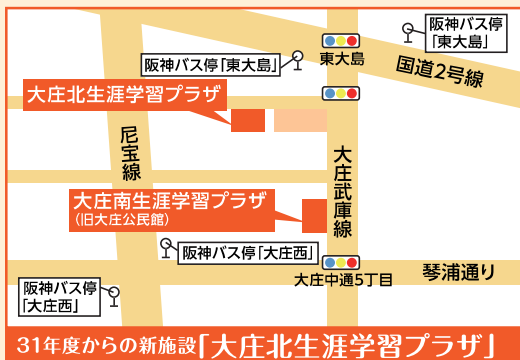 阪神バス停
「東大島」
阪神バス停「東大島」
東大島
国道2号線
大庄北生涯学習プラザ
尼宝線
大庄武庫線
大庄南生涯学習プラザ
（旧大庄公民館）
阪神バス停「大庄西」
大庄中通5丁目
琴浦通り
阪神バス停
「大庄西」
31年度からの新施設「大庄北生涯学習プラザ」